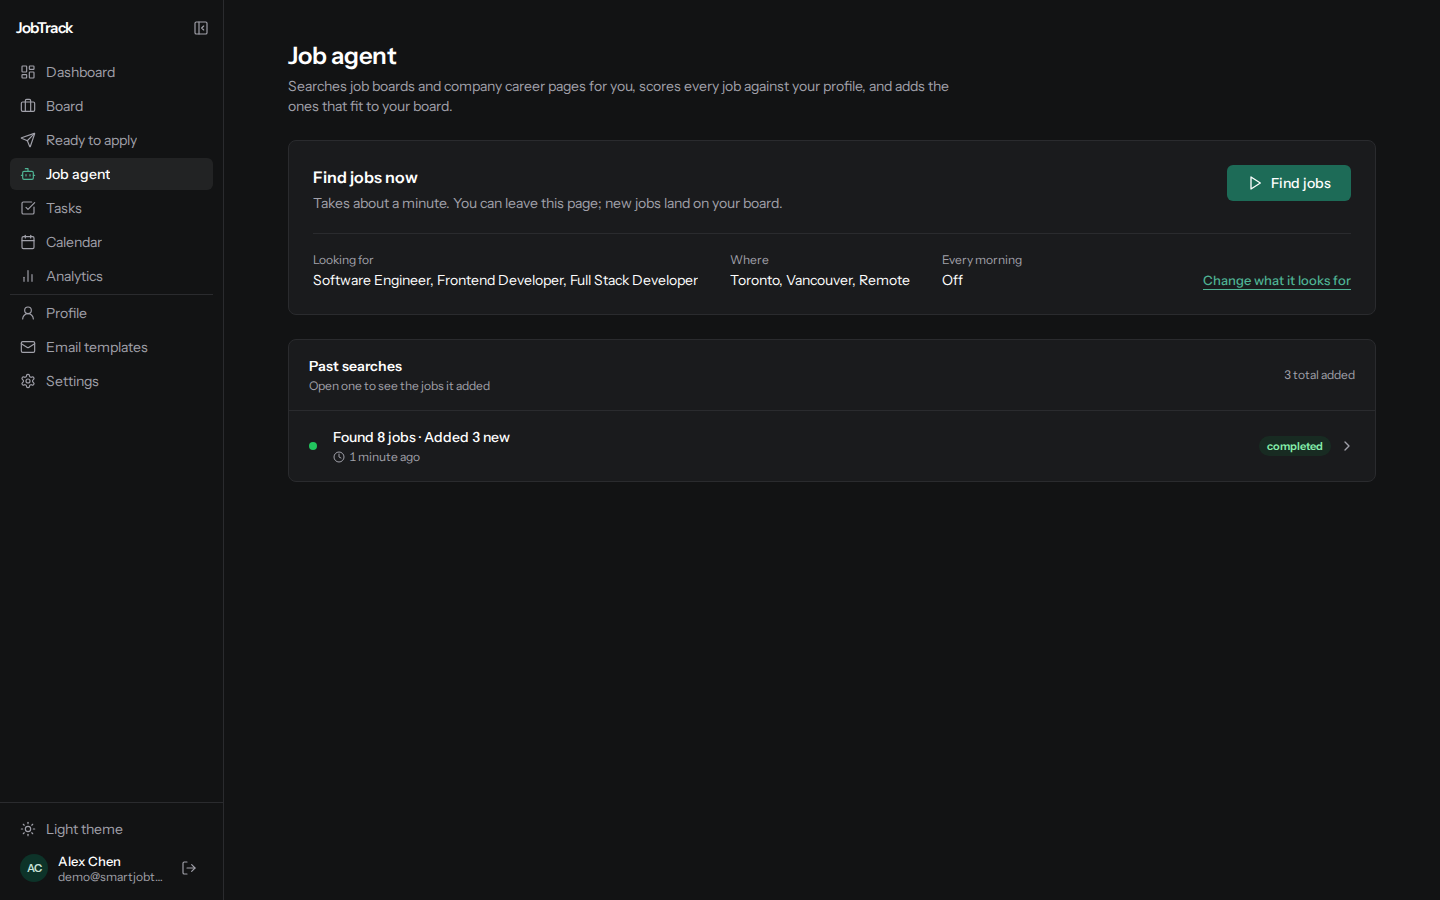 JobTrack
Dashboard
Board
Ready to apply
Job agent
Tasks
Calendar
Analytics
Profile
Email templates
Settings
Light theme
AC
Alex Chen
demo@smartjobt...
Job agent
Searches job boards and company career pages for you, scores every job against your profile, and adds the
ones that fit to your board.
Find jobs now
Takes about a minute. You can leave this page; new jobs land on your board.
Find jobs
Looking for
Software Engineer, Frontend Developer, Full Stack Developer
Where
Toronto, Vancouver, Remote
Every morning
Off
Change what it looks for
Past searches
Open one to see the jobs it added
3 total added
Found 8 jobs · Added 3 new
1 minute ago
completed